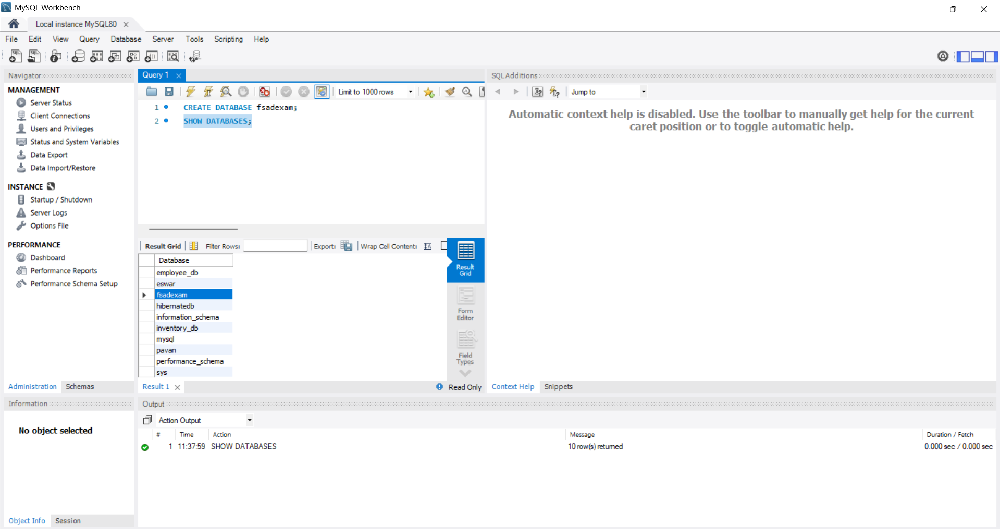 MySQL Workbench
Local instance MySQL80
File Edit View Query Database Server Tools Scripting Help
Navigator
MANAGEMENT
Server Status
Client Connections
Users and Privileges
Status and System Variables
Data Export
Data Import/Restore
INSTANCE
Startup / Shutdown
Server Logs
Options File
PERFORMANCE
Dashboard
Performance Reports
Performance Schema Setup
Administration Schemas
Query 1
Limit to 1000 rows
1 CREATE DATABASE fsadexam;
2 SHOW DATABASES;
Result Grid Filter Rows: Export: Wrap Cell Content:
Database
employee_db
eswar
fsadexam
hibernatedb
information_schema
inventory_db
mysql
pavan
performance_schema
sys
Result
Grid
Form
Editor
Field
Types
Result 1 Read Only
SQLAdditions
Jump to
Automatic context help is disabled. Use the toolbar to manually get help for the current
caret position or to toggle automatic help.
Context Help Snippets
Information
No object selected
Object Info Session
Output
Action Output
# Time Action Message Duration / Fetch
1 11:37:59 SHOW DATABASES 10 row(s) returned 0.000 sec / 0.000 sec